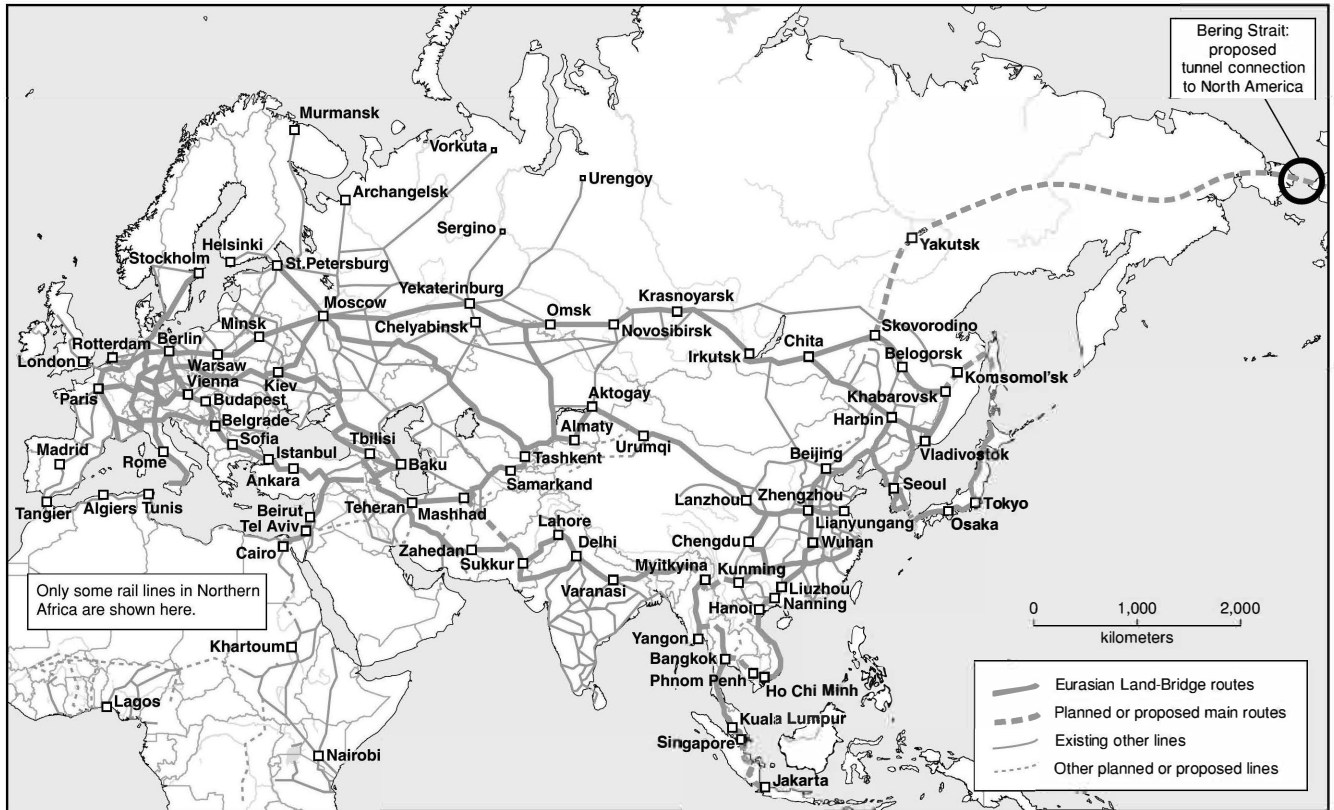 Bering Strait:
proposed
tunnel connection
to North America
Murmansk
Vorkuta
Urengoy
Archangelsk
Sergino
Yakutsk
Helsinki
Stockholm
St.Petersburg
Yekaterinburg
Krasnoyarsk
Moscow
Omsk
Skovorodino
Minsk
Chelyabinsk
Novosibirsk
Chita
Rotterdam
Berlin
Irkutsk
Belogorsk
London
Warsaw
Komsomol'sk
Vienna
Kiev
Paris
Budapest
Aktogay
Khabarovsk
Harbin
Belgrade
Almaty
Sofia
Tbilisi
Urumqi
Madrid
Istanbul
Beijing
Vladivostok
Rome
Baku
Tashkent
Ankara
Samarkand
Seoul
Lanzhou
Zhengzhou
Tangier
Algiers
Tunis
Beirut
Teheran
Mashhad
Tokyo
Tel Aviv
Lahore
Lianyungang
Osaka
Cairo
Zahedan
Delhi
Chengdu
Wuhan
Sukkur
Myitkyina
Kunming
Varanasi
Liuzhou
Nanning
Hanoi
Only some rail lines in Northern
Africa are shown here.
0
1,000
2,000
kilometers
Khartoum
Yangon
Bangkok
Phnom Penh
Ho Chi Minh
Lagos
Kuala Lumpur
Singapore
Nairobi
Jakarta
Eurasian Land-Bridge routes
Planned or proposed main routes
Existing other lines
Other planned or proposed lines